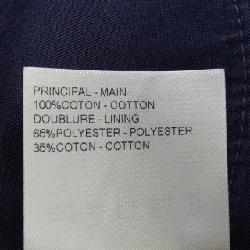 PRINCIPAL - MAIN
100%COTON - COTTON
DOUBLURE - LINING
65%POLYESTER - POLYESTER
35%COTON - COTTON